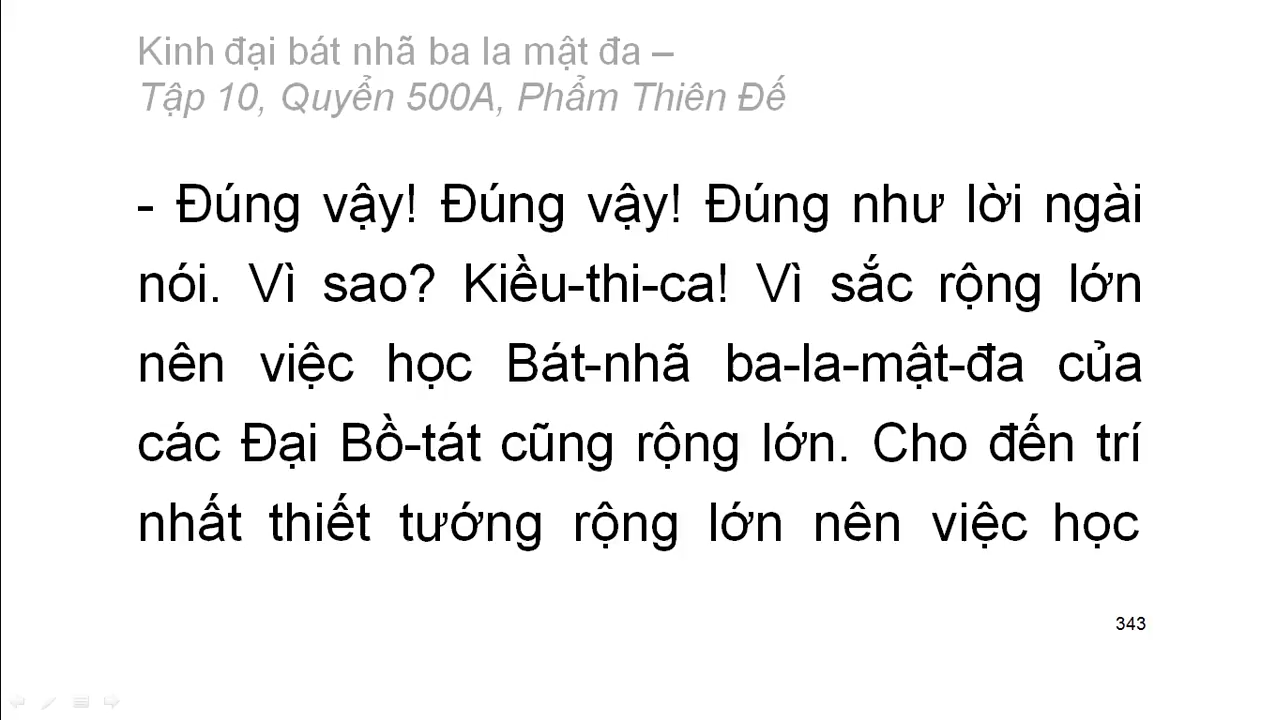 Kinh đại bát nhã ba la mật đa –
Tập 10, Quyển 500A, Phẩm Thiên Đế
- Đúng vậy! Đúng vậy! Đúng như lời ngài
nói. Vì sao? Kiều-thi-ca! Vì sắc rộng lớn
nên việc học Bát-nhã ba-la-mật-đa của
các Đại Bồ-tát cũng rộng lớn. Cho đến trí
nhất thiết tướng rộng lớn nên việc học
343